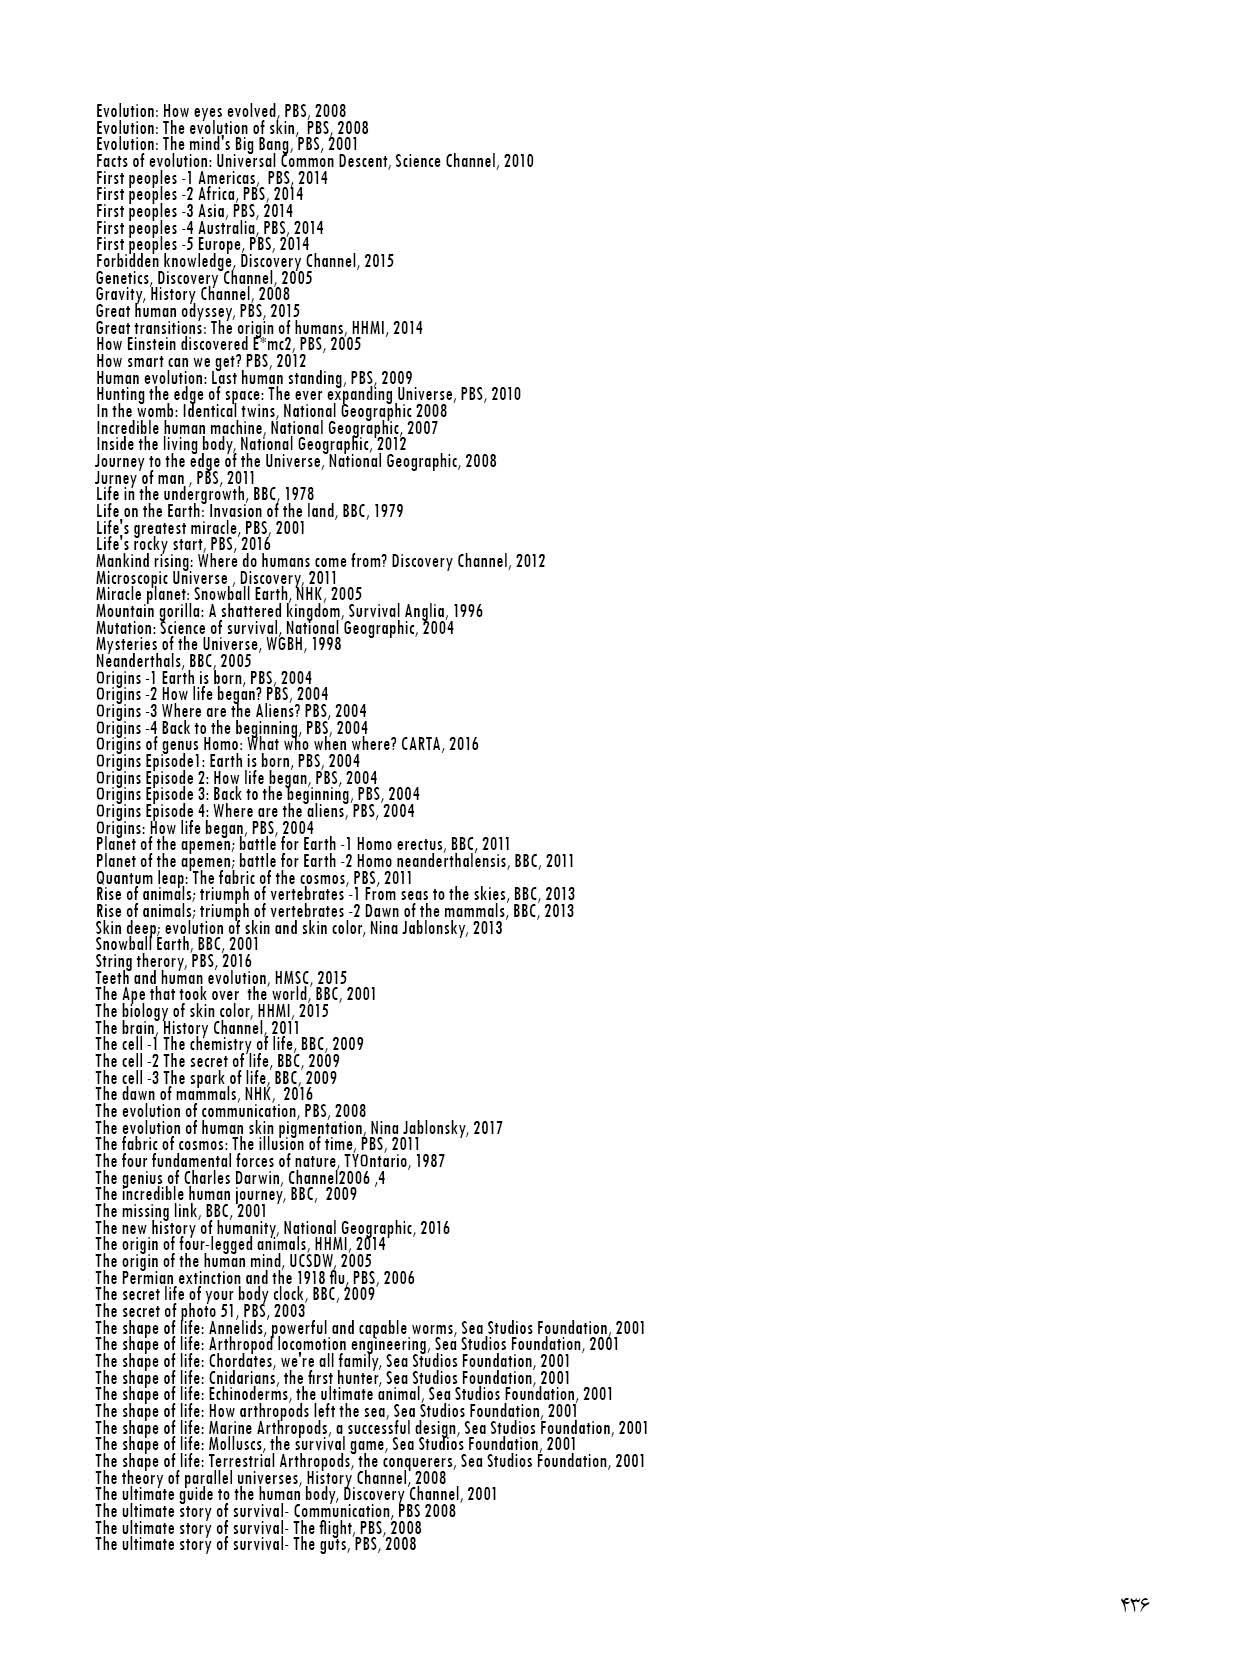 Evolution: How eyes evolved, PBS, 2008
Evolution: The evolution of skin,  PBS, 2008
Evolution: The mind's Big Bang, PBS, 2001
Facts of evolution: Universal Common Descent, Science Channel, 2010
First peoples -1 Americas,  PBS, 2014
First peoples -2 Africa, PBS, 2014
First peoples -3 Asia, PBS, 2014
First peoples -4 Australia, PBS, 2014
First peoples -5 Europe, PBS, 2014
Forbidden knowledge, Discovery Channel, 2015
Genetics, Discovery Channel, 2005
Gravity, History Channel, 2008
Great human odyssey, PBS, 2015
Great transitions: The origin of humans, HHMI, 2014
How Einstein discovered E*mc2, PBS, 2005
How smart can we get? PBS, 2012
Human evolution: Last human standing, PBS, 2009
Hunting the edge of space: The ever expanding Universe, PBS, 2010
In the womb: Identical twins, National Geographic 2008
Incredible human machine, National Geographic, 2007
Inside the living body, National Geographic, 2012
Journey to the edge of the Universe, National Geographic, 2008
Jurney of man , PBS, 2011
Life in the undergrowth, BBC, 1978
Life on the Earth: Invasion of the land, BBC, 1979
Life's greatest miracle, PBS, 2001
Life's rocky start, PBS, 2016
Mankind rising: Where do humans come from? Discovery Channel, 2012
Microscopic Universe , Discovery, 2011
Miracle planet: Snowball Earth, NHK, 2005
Mountain gorilla: A shattered kingdom, Survival Anglia, 1996
Mutation: Science of survival, National Geographic, 2004
Mysteries of the Universe, WGBH, 1998
Neanderthals, BBC, 2005
Origins -1 Earth is born, PBS, 2004
Origins -2 How life began? PBS, 2004
Origins -3 Where are the Aliens? PBS, 2004
Origins -4 Back to the beginning, PBS, 2004
Origins of genus Homo: What who when where? CARTA, 2016
Origins Episode1: Earth is born, PBS, 2004
Origins Episode 2: How life began, PBS, 2004
Origins Episode 3: Back to the beginning, PBS, 2004
Origins Episode 4: Where are the aliens, PBS, 2004
Origins: How life began, PBS, 2004
Planet of the apemen; battle for Earth -1 Homo erectus, BBC, 2011
Planet of the apemen; battle for Earth -2 Homo neanderthalensis, BBC, 2011
Quantum leap: The fabric of the cosmos, PBS, 2011
Rise of animals; triumph of vertebrates -1 From seas to the skies, BBC, 2013
Rise of animals; triumph of vertebrates -2 Dawn of the mammals, BBC, 2013
Skin deep; evolution of skin and skin color, Nina Jablonsky, 2013
Snowball Earth, BBC, 2001
String therory, PBS, 2016
Teeth and human evolution, HMSC, 2015
The Ape that took over  the world, BBC, 2001
The biology of skin color, HHMI, 2015
The brain, History Channel, 2011
The cell -1 The chemistry of life, BBC, 2009
The cell -2 The secret of life, BBC, 2009
The cell -3 The spark of life, BBC, 2009
The dawn of mammals, NHK,  2016
The evolution of communication, PBS, 2008
The evolution of human skin pigmentation, Nina Jablonsky, 2017
The fabric of cosmos: The illusion of time, PBS, 2011
The four fundamental forces of nature, TYOntario, 1987
The genius of Charles Darwin, Channel2006 ,4
The incredible human journey, BBC,  2009
The missing link, BBC, 2001
The new history of humanity, National Geographic, 2016
The origin of four-legged animals, HHMI, 2014
The origin of the human mind, UCSDW, 2005
The Permian extinction and the 1918 flu, PBS, 2006
The secret life of your body clock, BBC, 2009
The secret of photo 51, PBS, 2003
The shape of life: Annelids, powerful and capable worms, Sea Studios Foundation, 2001
The shape of life: Arthropod locomotion engineering, Sea Studios Foundation, 2001
The shape of life: Chordates, we're all family, Sea Studios Foundation, 2001
The shape of life: Cnidarians, the first hunter, Sea Studios Foundation, 2001
The shape of life: Echinoderms, the ultimate animal, Sea Studios Foundation, 2001
The shape of life: How arthropods left the sea, Sea Studios Foundation, 2001
The shape of life: Marine Arthropods, a successful design, Sea Studios Foundation, 2001
The shape of life: Molluscs, the survival game, Sea Studios Foundation, 2001
The shape of life: Terrestrial Arthropods, the conquerers, Sea Studios Foundation, 2001
The theory of parallel universes, History Channel, 2008
The ultimate guide to the human body, Discovery Channel, 2001
The ultimate story of survival- Communication, PBS 2008
The ultimate story of survival- The flight, PBS, 2008
The ultimate story of survival- The guts, PBS, 2008
۴۳۶